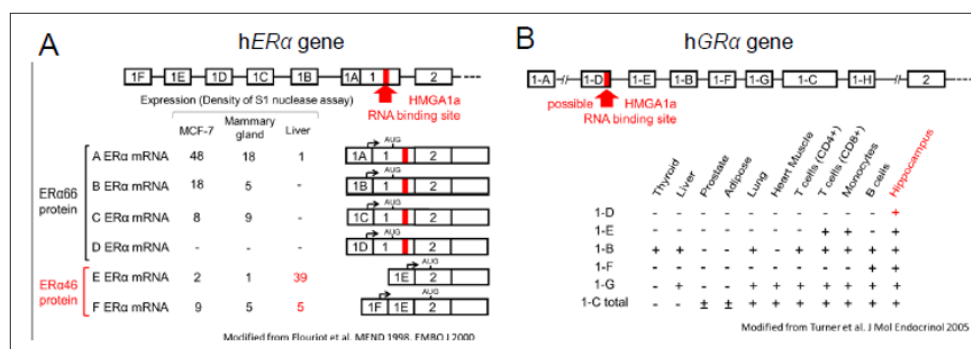 A
hERα gene
1F 1E 1D 1C 1B 1A 1 2
Expression (Density of S1 nuclease assay)
HMGA1a
RNA binding site
MCF-7 Mammary gland Liver
AUG
A ERα mRNA 48 18 1 1A 1 2
B ERα mRNA 18 5 - 1B 1 2
AUG
C ERα mRNA 8 9 - 1C 1 2
AUG
D ERα mRNA - - - 1D 1 2
AUG
E ERα mRNA 2 1 39 1E 2
AUG
F ERα mRNA 9 5 5 1F 1E 2
ERα66
protein
ERα46
protein
Modified from Flouriot et al. MEND 1998, EMBO J 2000
B
hGRα gene
1-A 1-D 1-E 1-B 1-F 1-G 1-C 1-H 2
possible HMGA1a
RNA binding site
Thyroid Liver Prostate Adipose Lung Heart Muscle T cells (CD4+) T cells (CD8+) Monocytes B cells Hippocampus
1-D - - - - - - - - - - +
1-E - - - - - - - + + - +
1-B + + - - + - + + + + +
1-F - - - - - - - - - + +
1-G - + - - + + + + + + +
1-C total - - ± ± + + + + + + +
Modified from Turner et al. J Mol Endocrinol 2005